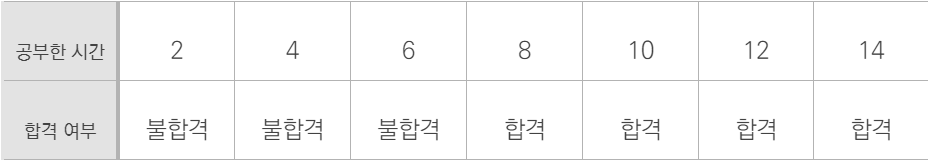 공부한 시간 2 4 6 8 10 12 14
합격 여부 불합격 불합격 불합격 합격 합격 합격 합격